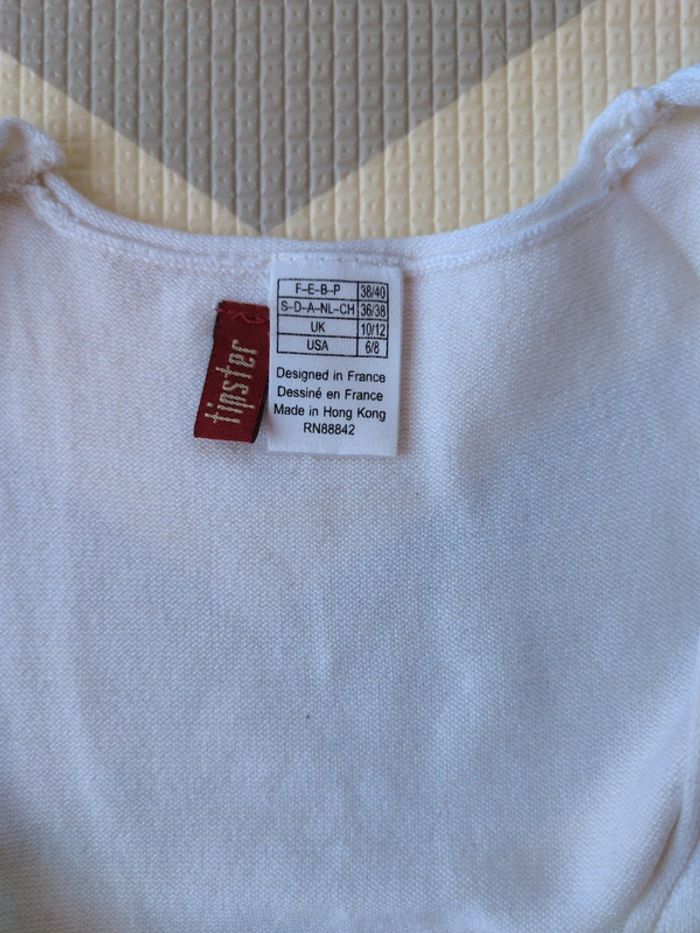 tipster
F-E-B-P 38/40
S-D-A-NL-CH 36/38
UK 10/12
USA 6/8
Designed in France
Dessiné en France
Made in Hong Kong
RN88842